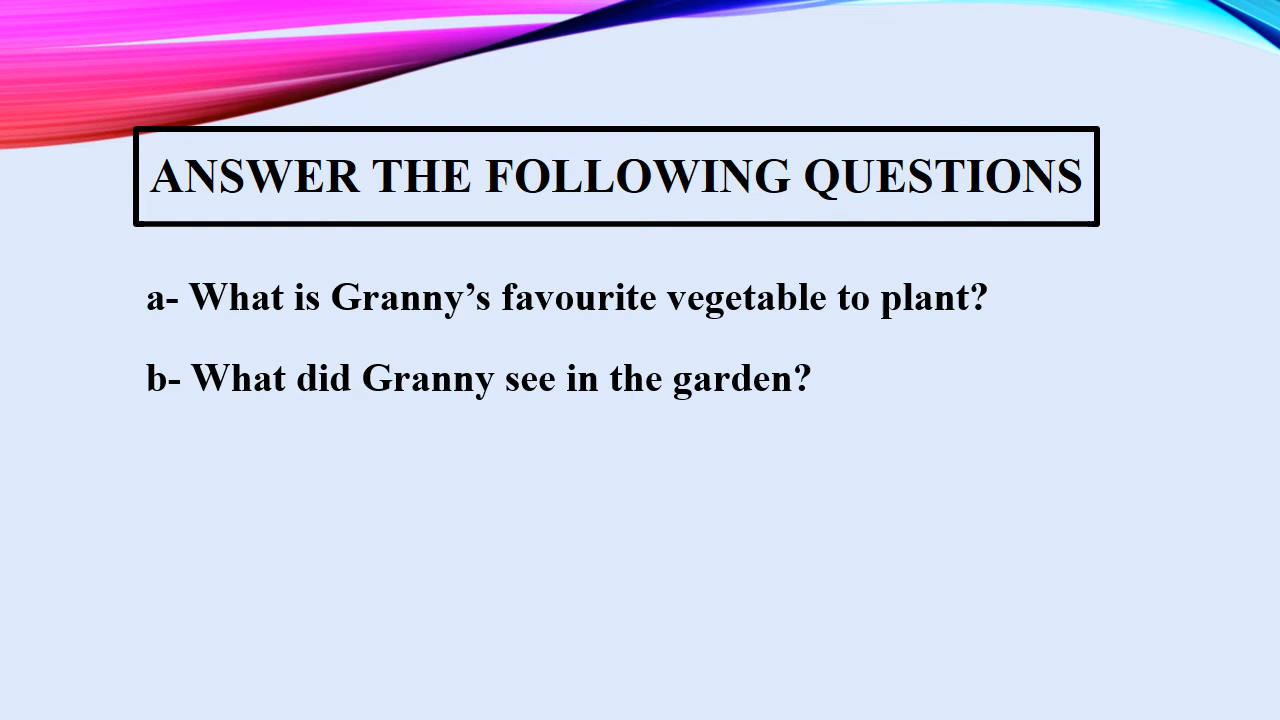 ANSWER THE FOLLOWING QUESTIONS
a- What is Granny’s favourite vegetable to plant?
b- What did Granny see in the garden?